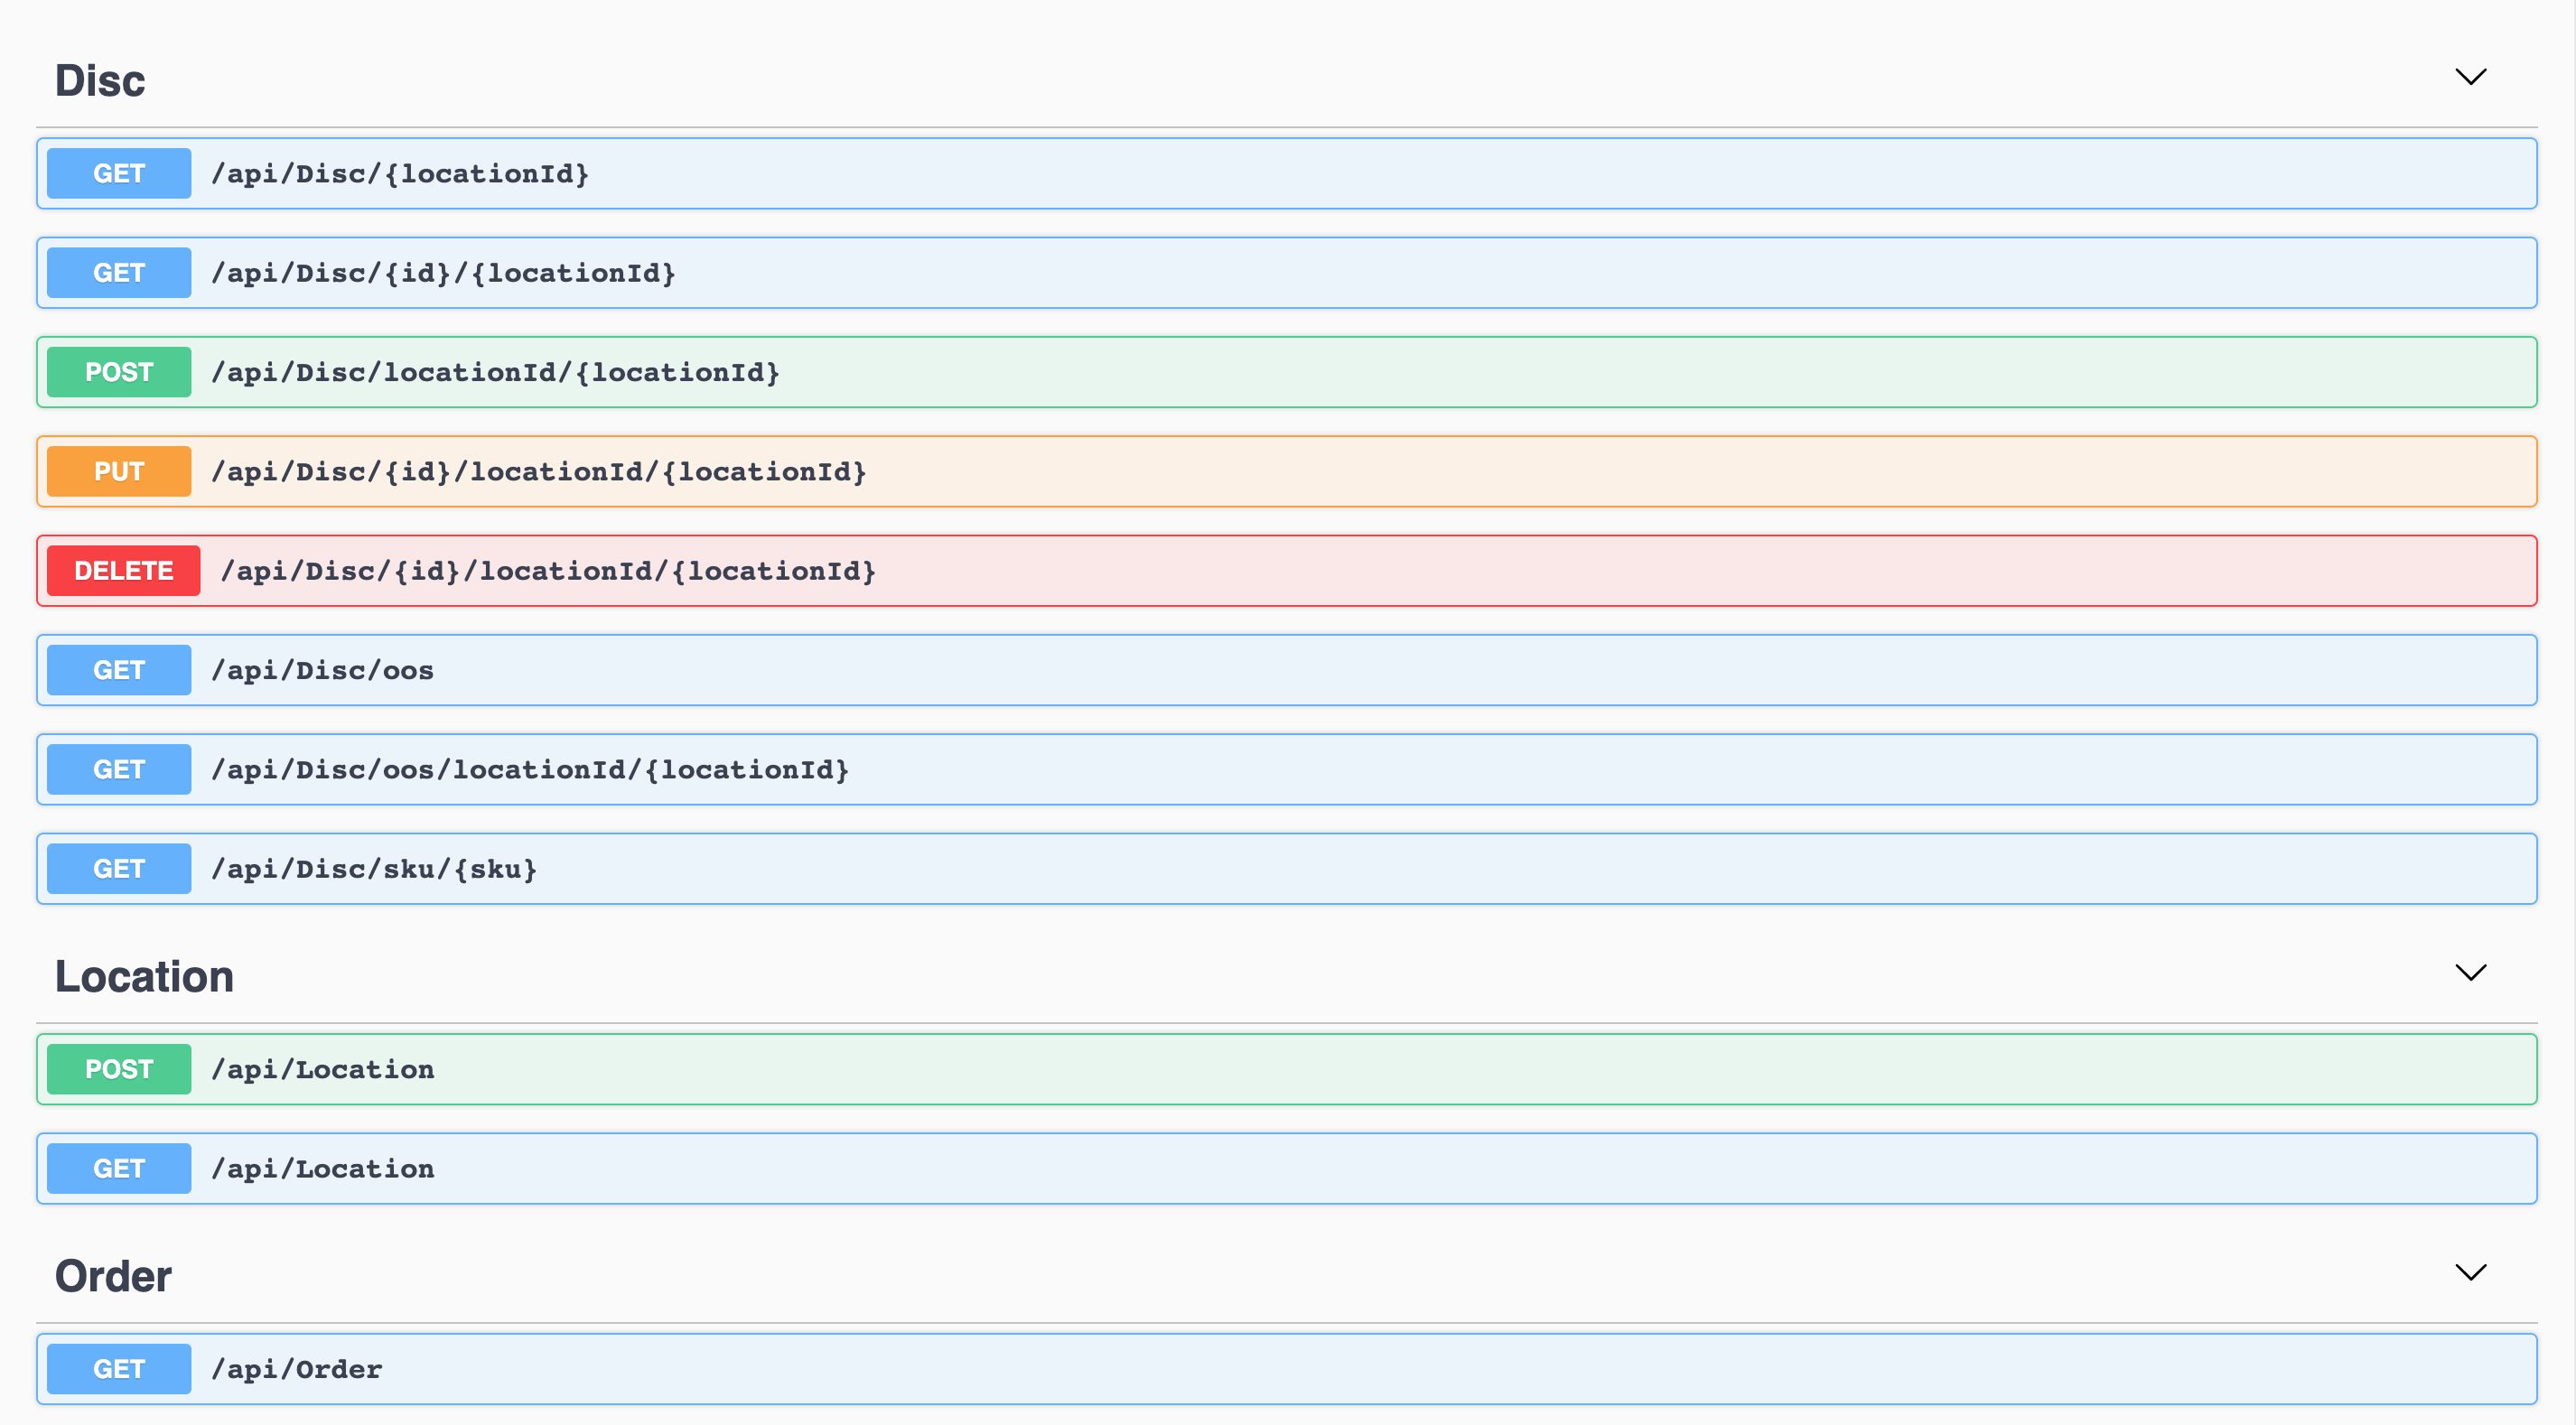 Disc
GET /api/Disc/{locationId}
GET /api/Disc/{id}/{locationId}
POST /api/Disc/locationId/{locationId}
PUT /api/Disc/{id}/locationId/{locationId}
DELETE /api/Disc/{id}/locationId/{locationId}
GET /api/Disc/oos
GET /api/Disc/oos/locationId/{locationId}
GET /api/Disc/sku/{sku}
Location
POST /api/Location
GET /api/Location
Order
GET /api/Order